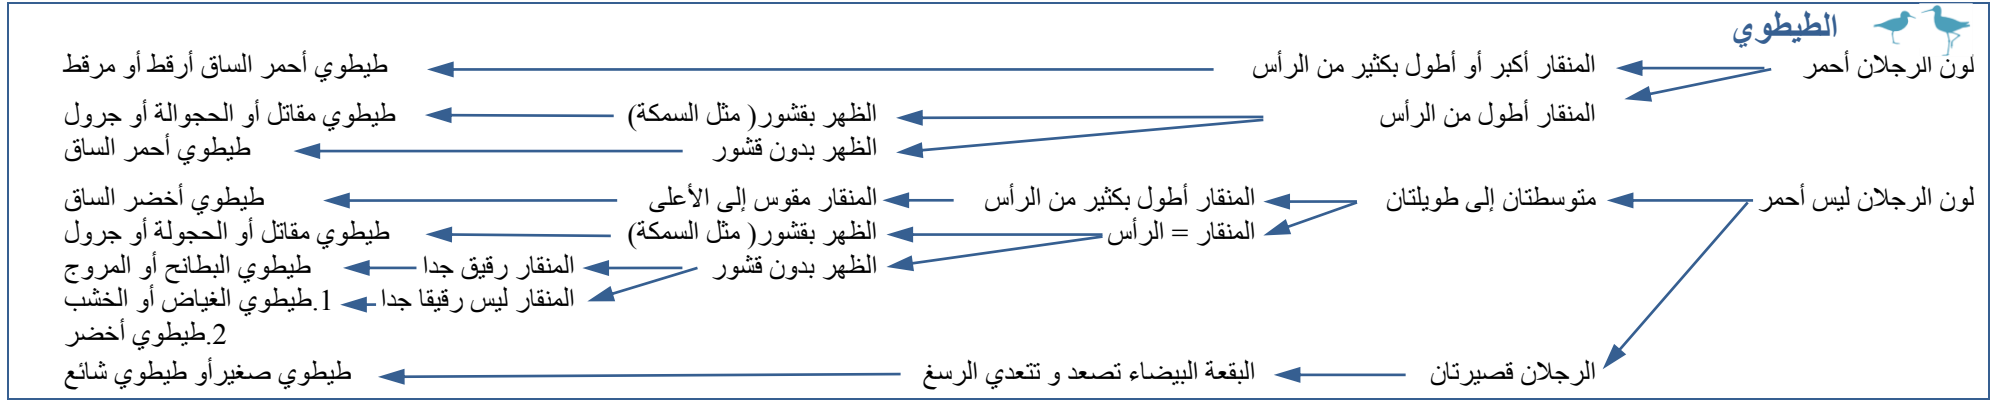 الطيطوي
لون الرجلان أحمر المنقار أكبر أو أطول بكثير من الرأس طيطوي أحمر الساق أرقط أو مرقط
المنقار أطول من الرأس الظهر بقشور( مثل السمكة) طيطوي مقاتل أو الحجوالة أو جرول
الظهر بدون قشور طيطوي أحمر الساق
لون الرجلان ليس أحمر متوسطتان إلى طويلتان المنقار أطول بكثير من الرأس المنقار مقوس إلى الأعلى طيطوي أخضر الساق
المنقار = الرأس الظهر بقشور( مثل السمكة) طيطوي مقاتل أو الحجولة أو جرول
الظهر بدون قشور المنقار رقيق جدا طيطوي البطائح أو المروج
المنقار ليس رقيقا جدا 1.طيطوي الغياض أو الخشب
2.طيطوي أخضر
الرجلان قصيرتان البقعة البيضاء تصعد و تتعدي الرسغ طيطوي صغيرأو طيطوي شائع